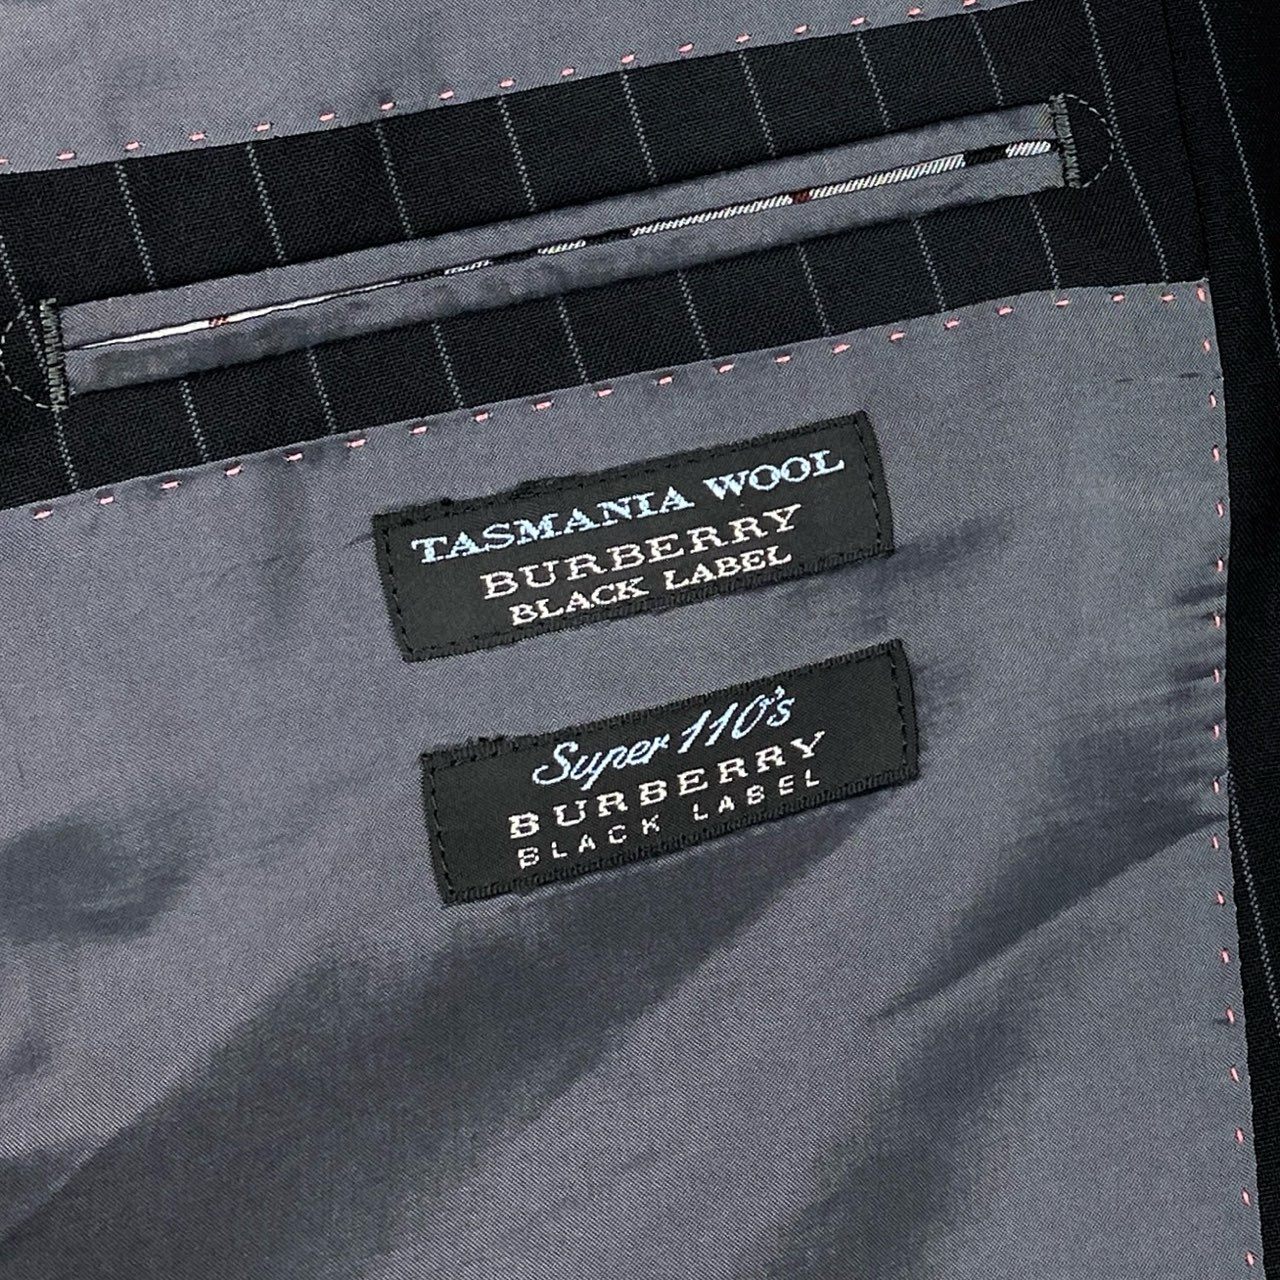 TASMANIA WOOL
BURBERRY
BLACK LABEL
Super 110's
BURBERRY
BLACK LABEL